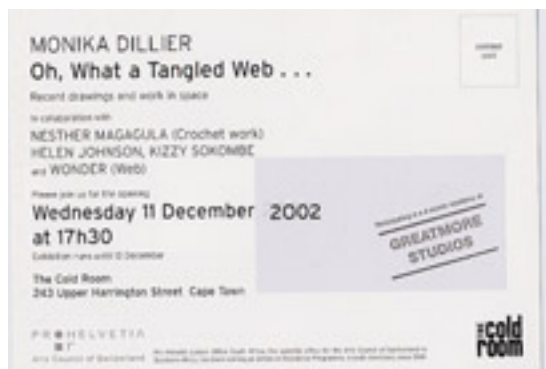 MONIKA DILLIER
Oh, What a Tangled Web . . .
Recent drawings and work in space
In collaboration with
NESTHER MAGAGULA (Crochet work)
HELEN JOHNSON, KIZZY SOKOMBE
and WONDER (Web)
Please join us for the opening
Wednesday 11 December 2002
at 17h30
The Cold Room
243 Upper Harrington Street Cape Town
GREATMORE
STUDIOS
PROHELVETIA
Arts Council of Switzerland
the cold
room